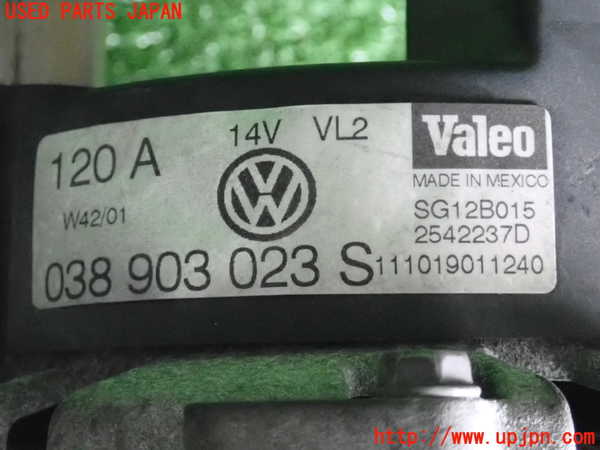 USED PARTS JAPAN
120 A
14V VL2
Valeo
MADE IN MEXICO
W42/01
SG12B015
2542237D
038 903 023 S
111019011240
http://www.upjpn.com